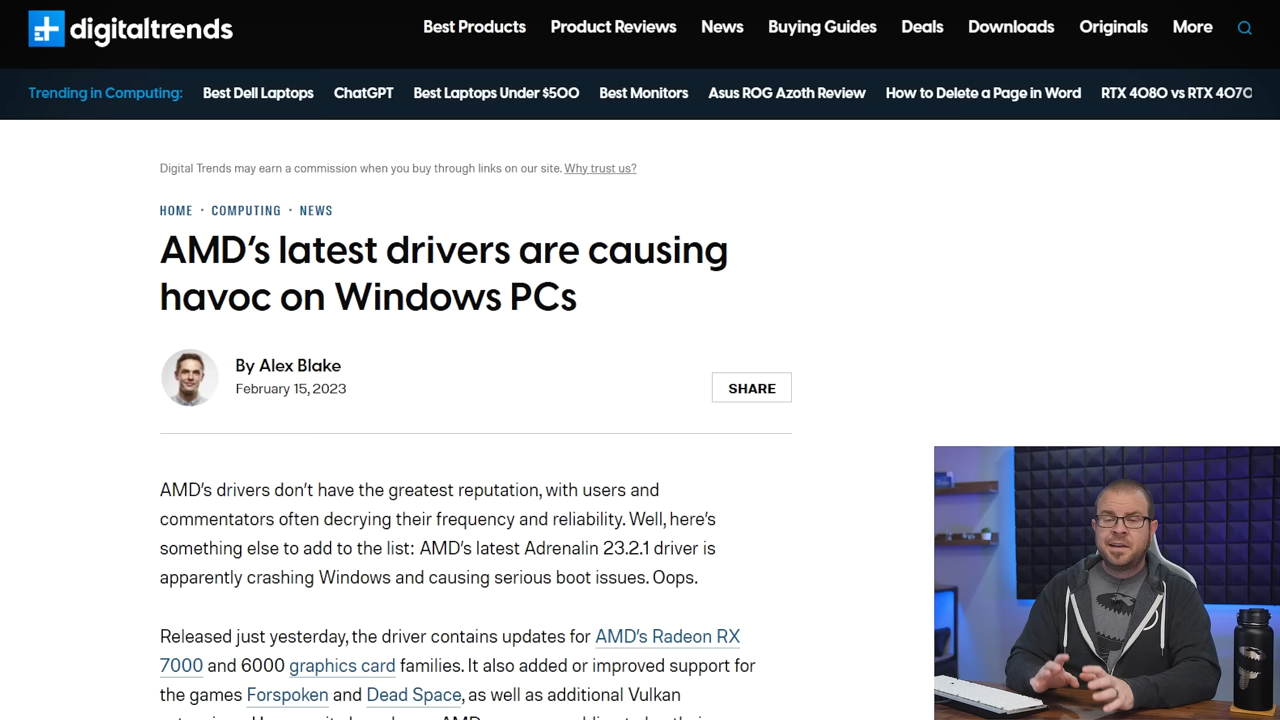 digitaltrends
Best Products Product Reviews News Buying Guides Deals Downloads Originals More
Trending in Computing: Best Dell Laptops ChatGPT Best Laptops Under $500 Best Monitors Asus ROG Azoth Review How to Delete a Page in Word RTX 4080 vs RTX 4070
Digital Trends may earn a commission when you buy through links on our site. Why trust us?
HOME · COMPUTING · NEWS
AMD’s latest drivers are causing
havoc on Windows PCs
By Alex Blake
February 15, 2023
SHARE
AMD’s drivers don’t have the greatest reputation, with users and
commentators often decrying their frequency and reliability. Well, here’s
something else to add to the list: AMD’s latest Adrenalin 23.2.1 driver is
apparently crashing Windows and causing serious boot issues. Oops.
Released just yesterday, the driver contains updates for AMD’s Radeon RX
7000 and 6000 graphics card families. It also added or improved support for
the games Forspoken and Dead Space, as well as additional Vulkan